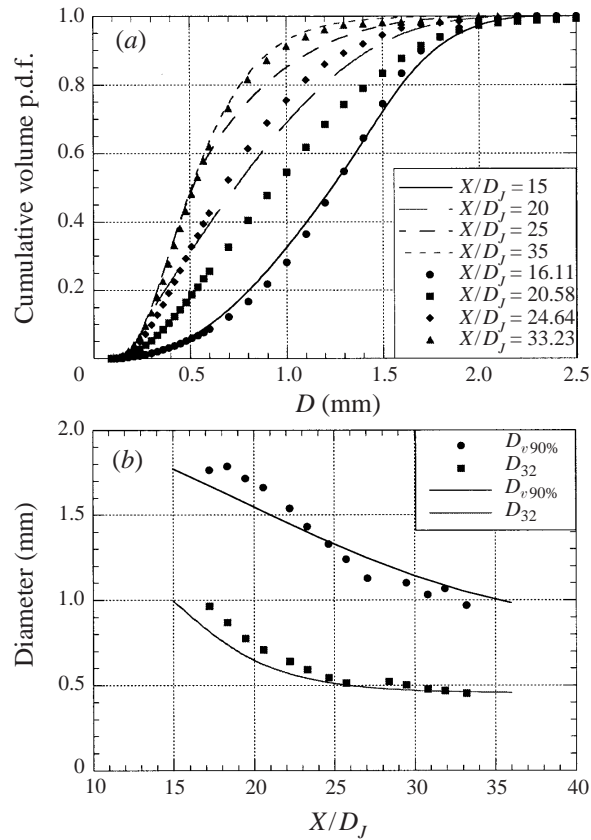 (a)
Cumulative volume p.d.f.
1.0
0.8
0.6
0.4
0.2
0
0.5
1.0
1.5
2.0
2.5
D (mm)
X/D_J = 15
X/D_J = 20
X/D_J = 25
X/D_J = 35
X/D_J = 16.11
X/D_J = 20.58
X/D_J = 24.64
X/D_J = 33.23
(b)
Diameter (mm)
2.0
1.5
1.0
0.5
0
10
15
20
25
30
35
40
X/D_J
D_v90%
D_32
D_v90%
D_32